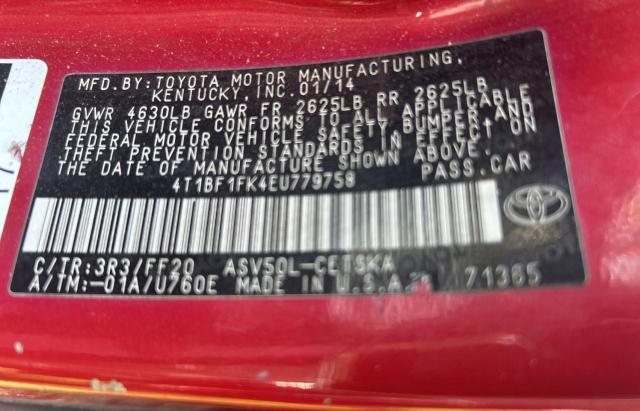 MFD. BY: TOYOTA MOTOR MANUFACTURING,
KENTUCKY, INC. 01/14
GVWR 4630LB GAWR FR 2625LB RR 2625LB
THIS VEHICLE CONFORMS TO ALL APPLICABLE
FEDERAL MOTOR VEHICLE SAFETY, BUMPER, AND
THEFT PREVENTION STANDARDS IN EFFECT ON
THE DATE OF MANUFACTURE SHOWN ABOVE.
4T1BF1FK4EU779758 PASS. CAR
C/TR: 3R3/FF20 ASV50L-CETSKA
A/TM: -01A/U760E MADE IN U.S.A. 71365